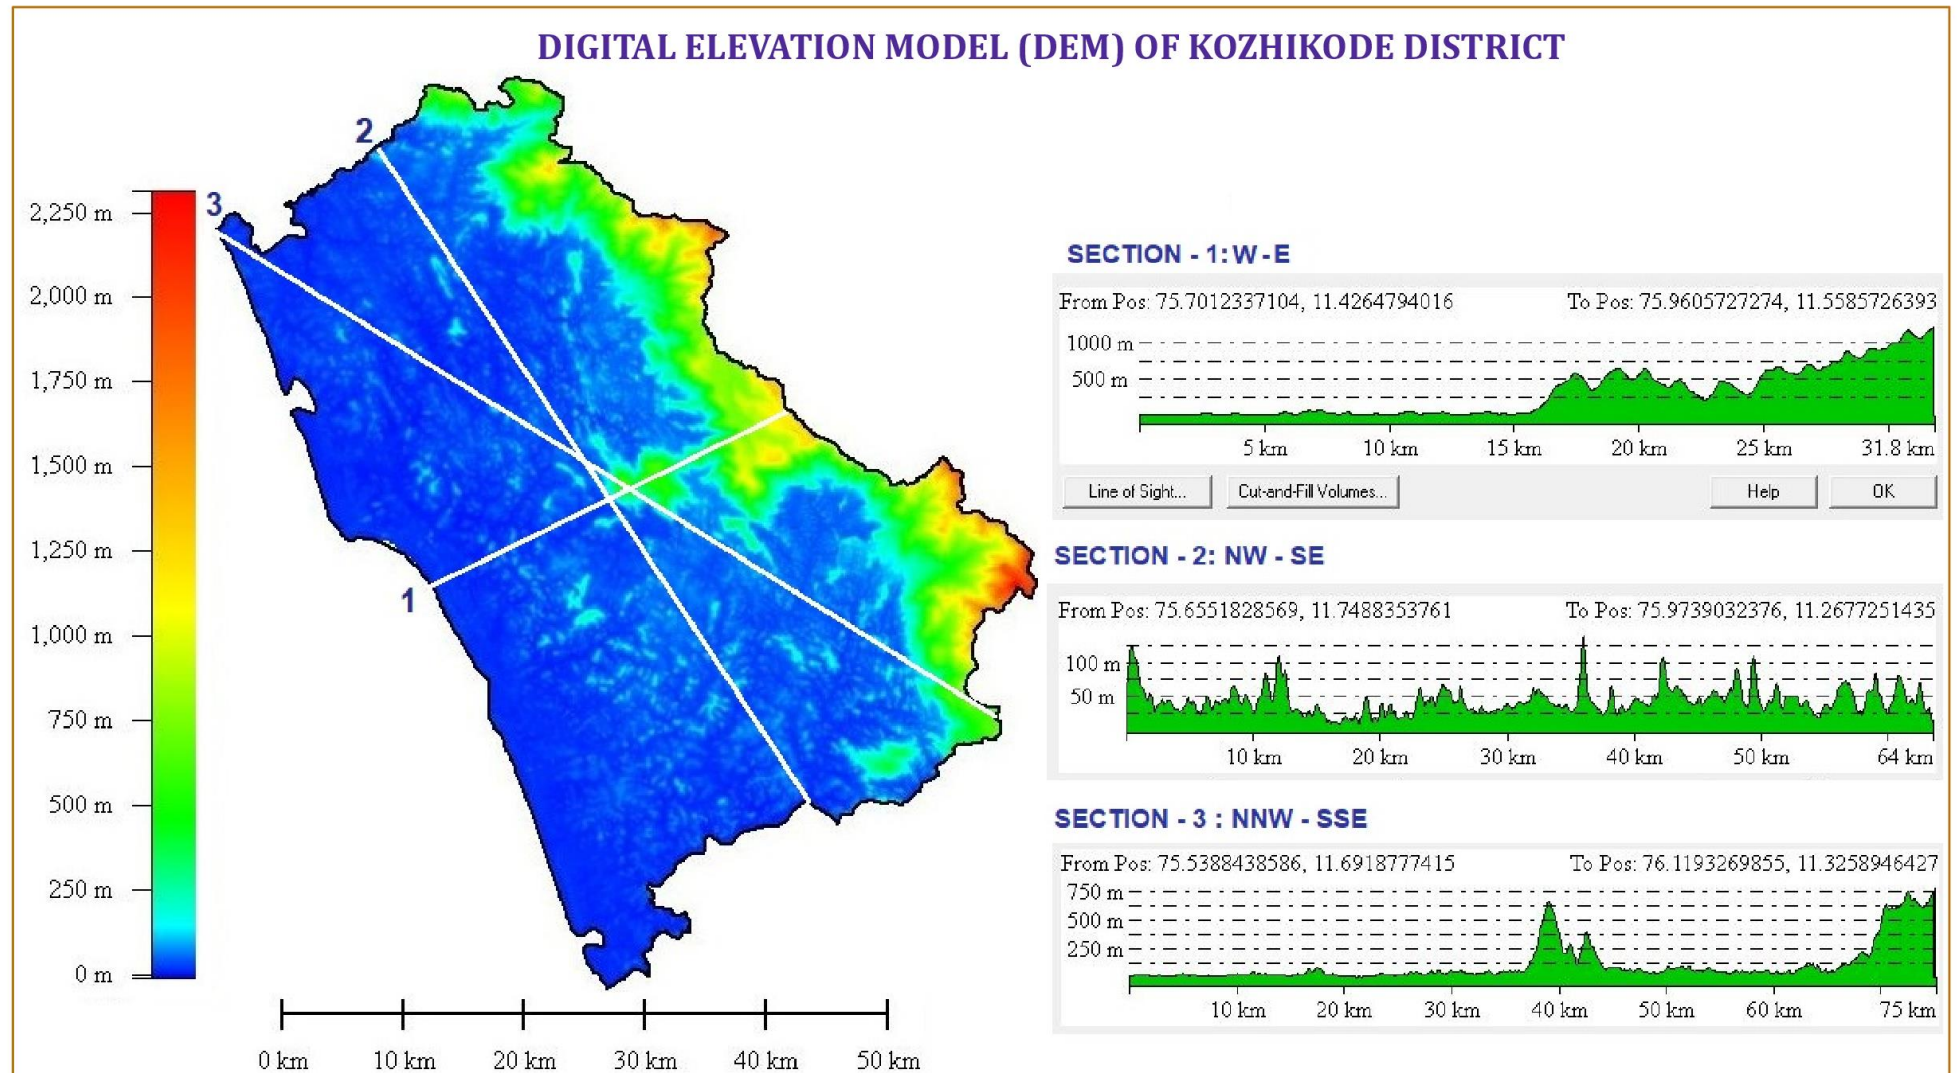 DIGITAL ELEVATION MODEL (DEM) OF KOZHIKODE DISTRICT
2
3
1
2,250 m
2,000 m
1,750 m
1,500 m
1,250 m
1,000 m
750 m
500 m
250 m
0 m
0 km 10 km 20 km 30 km 40 km 50 km
SECTION - 1: W - E
From Pos: 75.7012337104, 11.4264794016 To Pos: 75.9605727274, 11.5585726393
1000 m
500 m
5 km 10 km 15 km 20 km 25 km 31.8 km
Line of Sight... Cut-and-Fill Volumes... Help OK
SECTION - 2: NW - SE
From Pos: 75.6551828569, 11.7488353761 To Pos: 75.9739032376, 11.2677251435
100 m
50 m
10 km 20 km 30 km 40 km 50 km 64 km
SECTION - 3 : NNW - SSE
From Pos: 75.5388438586, 11.6918777415 To Pos: 76.1193269855, 11.3258946427
750 m
500 m
250 m
10 km 20 km 30 km 40 km 50 km 60 km 75 km